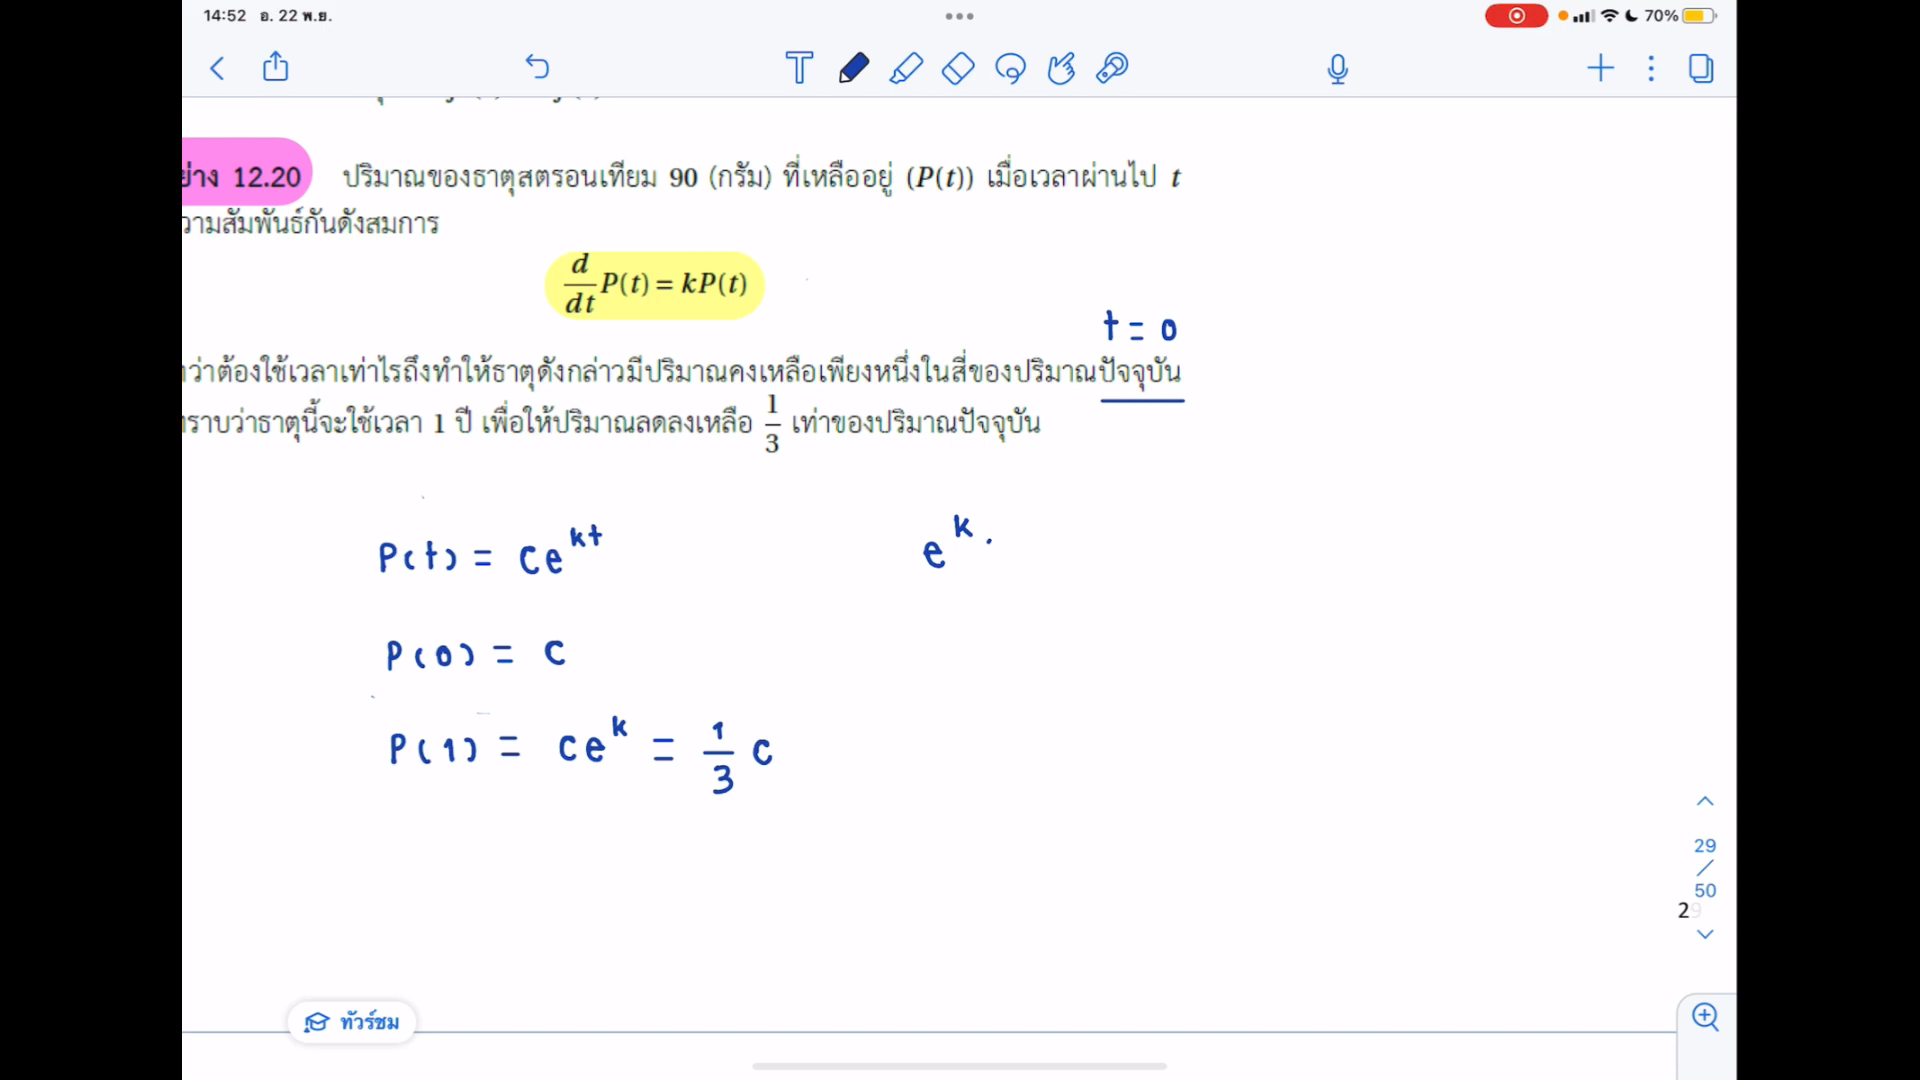 14:52 อ. 22 พ.ย.
70%
T
ย่าง 12.20 ปริมาณของธาตุสตรอนเทียม 90 (กรัม) ที่เหลืออยู่ (P(t)) เมื่อเวลาผ่านไป t
วามสัมพันธ์กันดังสมการ
d/dt P(t) = kP(t)
t = 0
ว่าต้องใช้เวลาเท่าไรถึงทำให้ธาตุดังกล่าวมีปริมาณคงเหลือเพียงหนึ่งในสี่ของปริมาณปัจจุบัน
ราบว่าธาตุนี้จะใช้เวลา 1 ปี เพื่อให้ปริมาณลดลงเหลือ 1/3 เท่าของปริมาณปัจจุบัน
P(t) = ce^kt e^k .
P(0) = c
P(1) = ce^k = 1/3 c
29
/
50
29
ทัวร์ชม